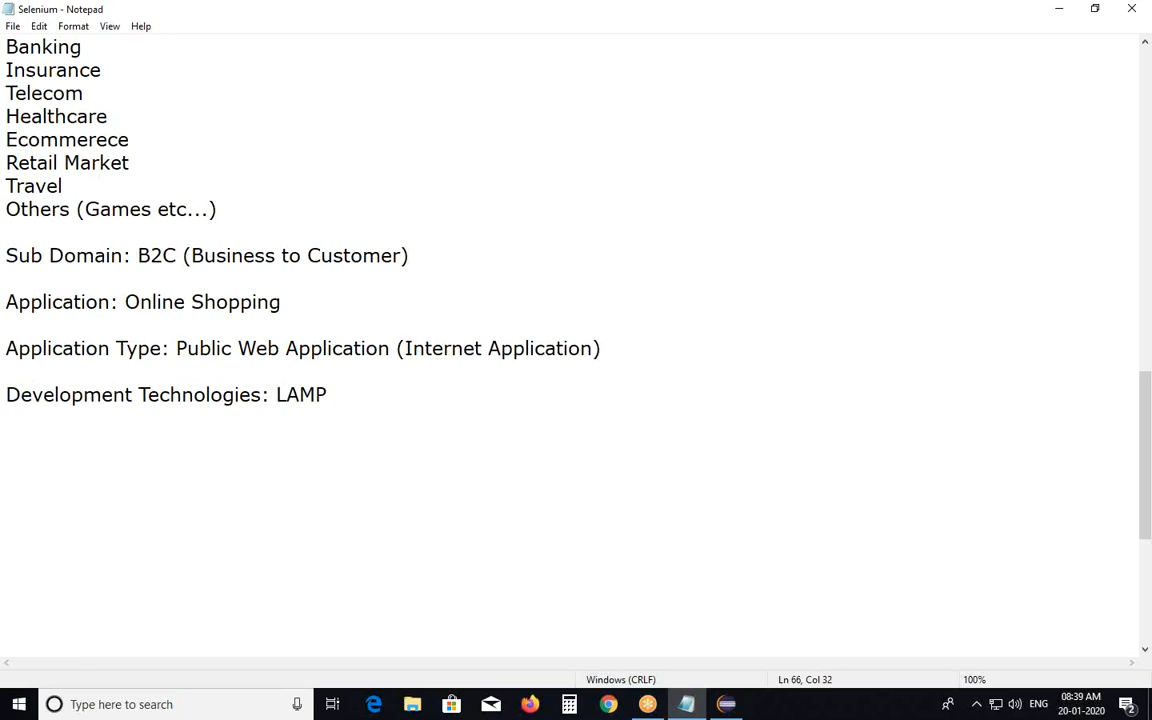 Selenium - Notepad
File Edit Format View Help
Banking
Insurance
Telecom
Healthcare
Ecommerece
Retail Market
Travel
Others (Games etc...)
Sub Domain: B2C (Business to Customer)
Application: Online Shopping
Application Type: Public Web Application (Internet Application)
Development Technologies: LAMP
Windows (CRLF) Ln 66, Col 32 100%
Type here to search
ENG
08:39 AM
20-01-2020
2